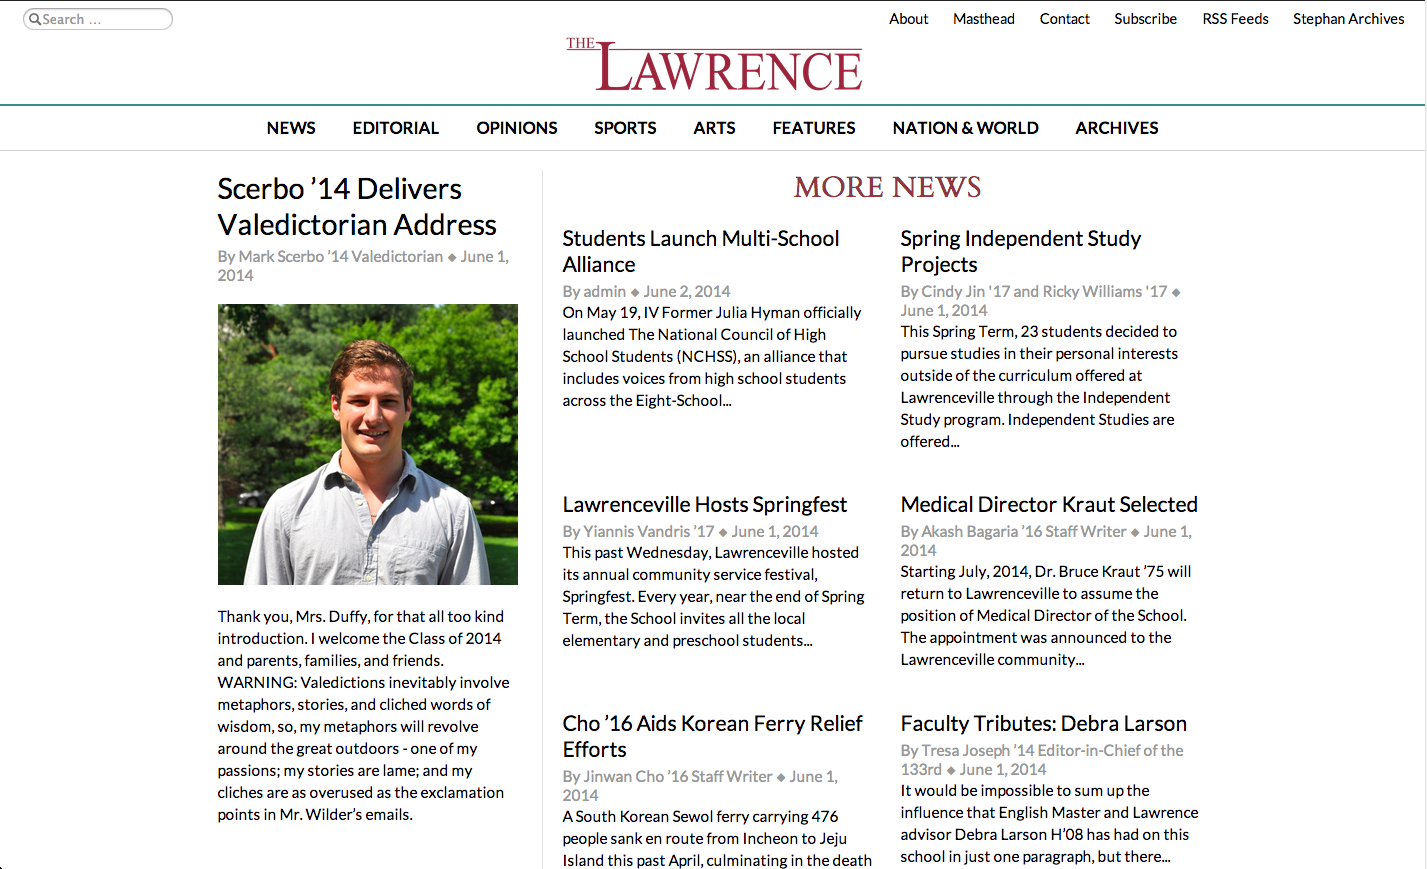 Search ...
About Masthead Contact Subscribe RSS Feeds Stephan Archives
THE LAWRENCE
NEWS EDITORIAL OPINIONS SPORTS ARTS FEATURES NATION & WORLD ARCHIVES
Scerbo ’14 Delivers
Valedictorian Address
By Mark Scerbo ’14 Valedictorian ◆ June 1,
2014
Thank you, Mrs. Duffy, for that all too kind
introduction. I welcome the Class of 2014
and parents, families, and friends.
WARNING: Valedictions inevitably involve
metaphors, stories, and cliched words of
wisdom, so, my metaphors will revolve
around the great outdoors - one of my
passions; my stories are lame; and my
cliches are as overused as the exclamation
points in Mr. Wilder’s emails.
MORE NEWS
Students Launch Multi-School
Alliance
By admin ◆ June 2, 2014
On May 19, IV Former Julia Hyman officially
launched The National Council of High
School Students (NCHSS), an alliance that
includes voices from high school students
across the Eight-School...
Spring Independent Study
Projects
By Cindy Jin '17 and Ricky Williams '17 ◆
June 1, 2014
This Spring Term, 23 students decided to
pursue studies in their personal interests
outside of the curriculum offered at
Lawrenceville through the Independent
Study program. Independent Studies are
offered...
Lawrenceville Hosts Springfest
By Yiannis Vandris ’17 ◆ June 1, 2014
This past Wednesday, Lawrenceville hosted
its annual community service festival,
Springfest. Every year, near the end of Spring
Term, the School invites all the local
elementary and preschool students...
Medical Director Kraut Selected
By Akash Bagaria ’16 Staff Writer ◆ June 1,
2014
Starting July, 2014, Dr. Bruce Kraut ’75 will
return to Lawrenceville to assume the
position of Medical Director of the School.
The appointment was announced to the
Lawrenceville community...
Cho ’16 Aids Korean Ferry Relief
Efforts
By Jinwan Cho ’16 Staff Writer ◆ June 1,
2014
A South Korean Sewol ferry carrying 476
people sank en route from Incheon to Jeju
Island this past April, culminating in the death
Faculty Tributes: Debra Larson
By Tresa Joseph ’14 Editor-in-Chief of the
133rd ◆ June 1, 2014
It would be impossible to sum up the
influence that English Master and Lawrence
advisor Debra Larson H’08 has had on this
school in just one paragraph, but there...